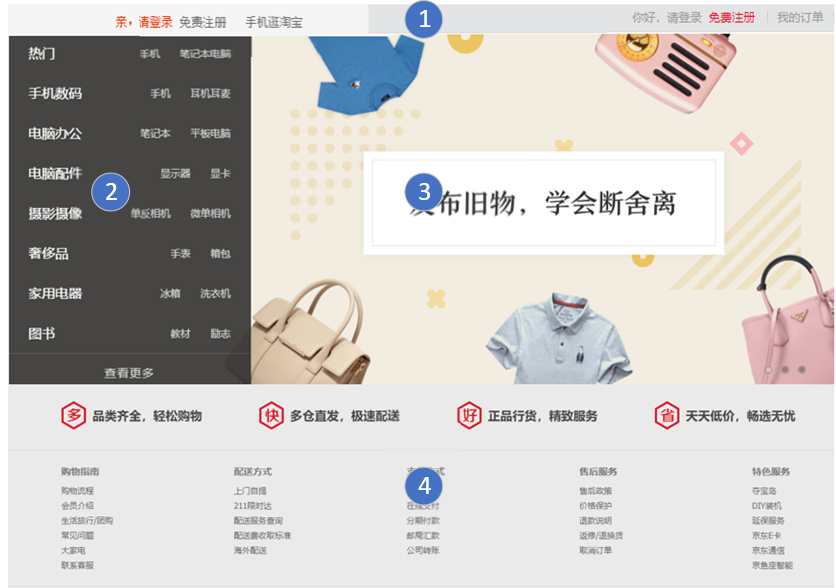 亲,请登录 免费注册 手机逛淘宝
1
你好,请登录 免费注册 我的订单
热门 手机 笔记本电脑
手机数码 手机 耳机耳麦
电脑办公 笔记本 平板电脑
电脑配件 显示器 显卡
2
摄影摄像 单反相机 微单相机
奢侈品 手表 箱包
家用电器 冰箱 洗衣机
图书 教材 励志
查看更多
3
布旧物,学会断舍离
多 品类齐全,轻松购物
快 多仓直发,极速配送
好 正品行货,精致服务
省 天天低价,畅选无忧
购物指南
购物流程
会员介绍
生活旅行/团购
常见问题
大家电
联系客服
配送方式
上门自提
211限时达
配送服务查询
配送费收取标准
海外配送
4
在线支付
分期付款
邮局汇款
公司转账
售后服务
售后政策
价格保护
退款说明
返修/退换货
取消订单
特色服务
夺宝岛
DIY装机
延保服务
京东E卡
京东通信
京鱼座智能